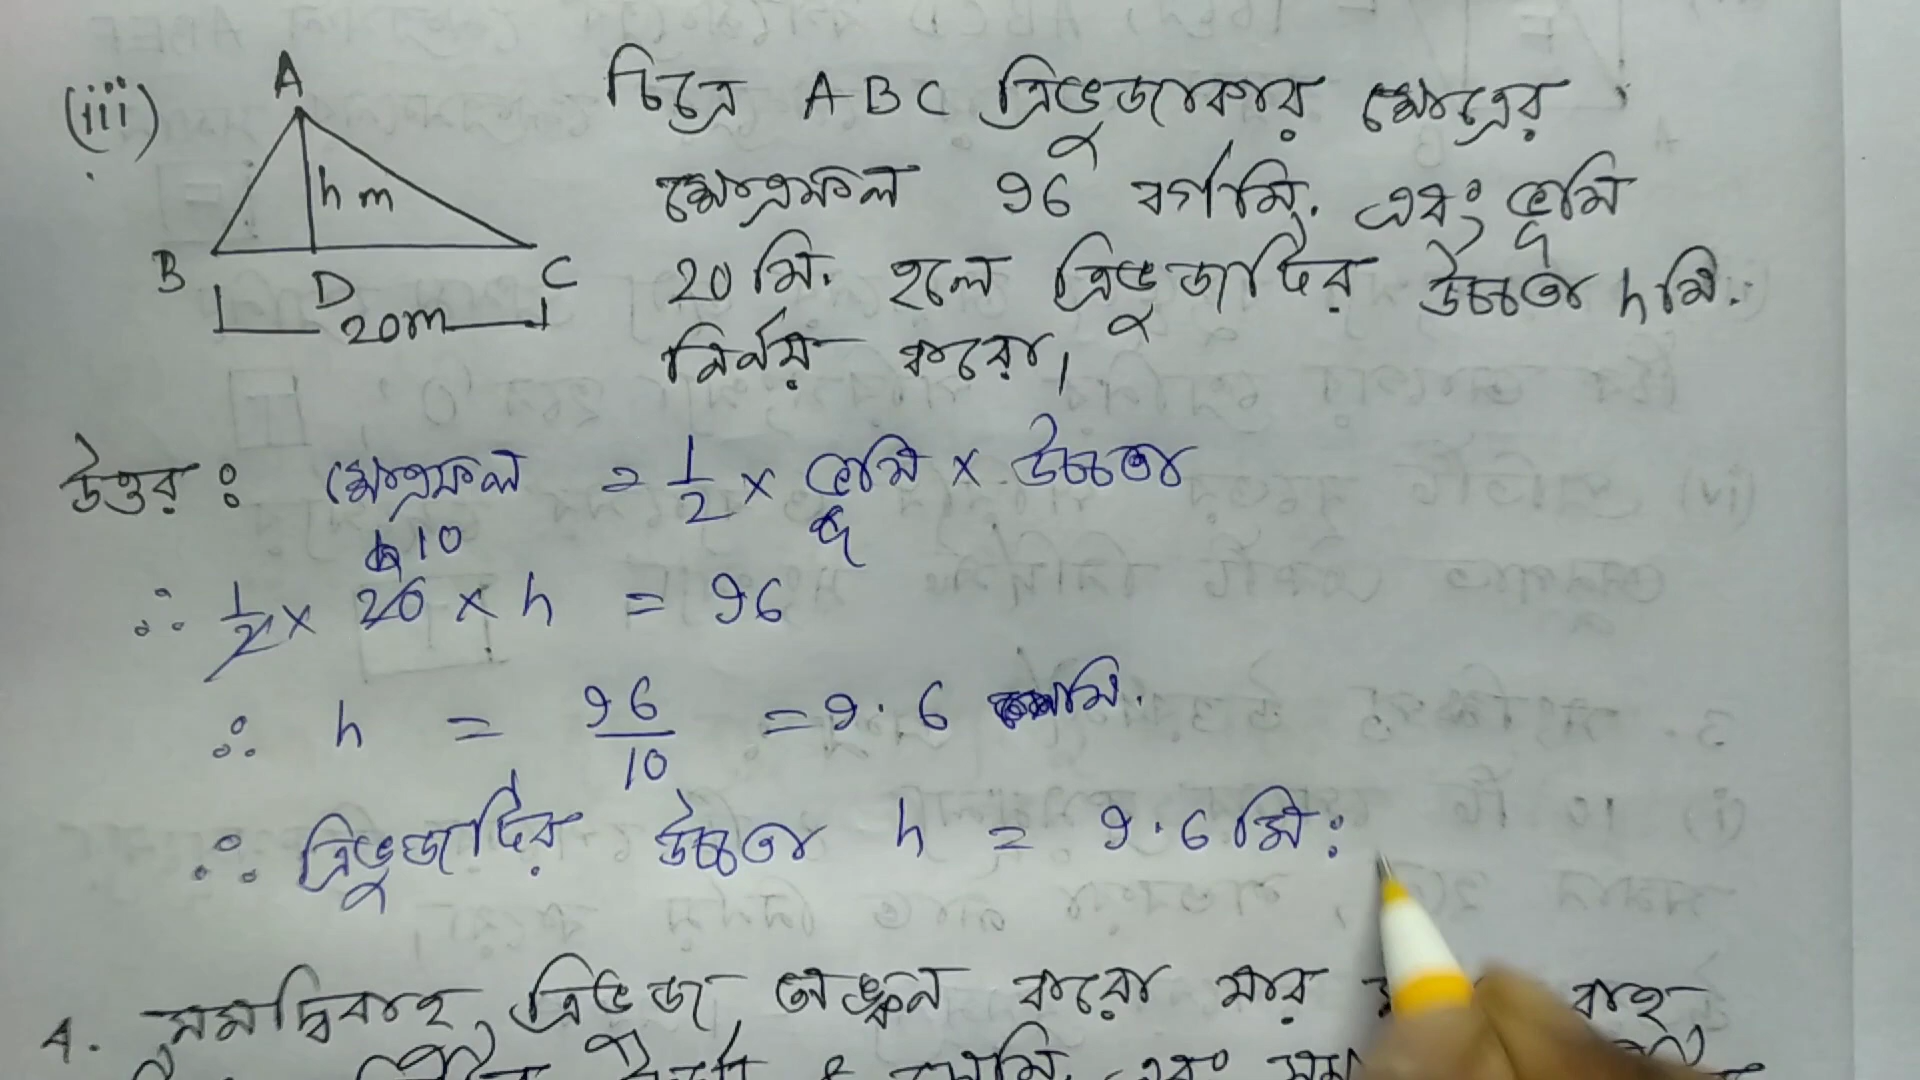 (iii)
A
h m
B
D
C
20m
চিত্রে ABC ত্রিভুজাকার ক্ষেত্রের
ক্ষেত্রফল 96 বর্গমি. এবং ভূমি
20 মি. হলে ত্রিভুজটির উচ্চতা h মি.
নির্ণয় করো।
উত্তর : ক্ষেত্রফল = 1/2 × ভূমি × উচ্চতা
10
∴ 1/2 × 20 × h = 96
∴ h = 96/10 = 9.6 মি.
∴ ত্রিভুজটির উচ্চতা h = 9.6 মি:
4. সমদ্বিবাহু ত্রিভুজ অঙ্কন করো যার বাহু